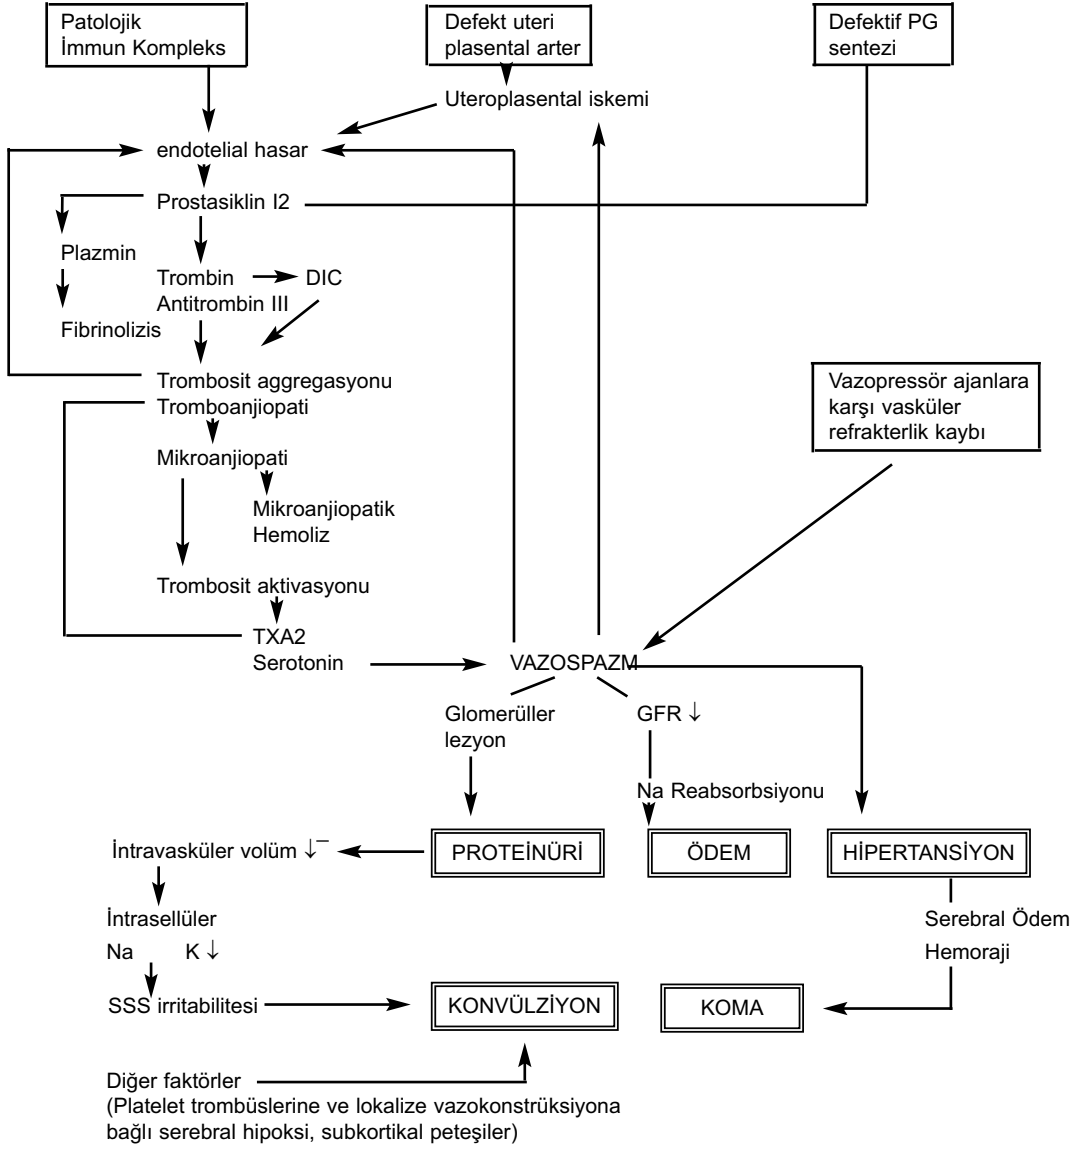 Patolojik
İmmun Kompleks
Defekt uteri
plasental arter
Defektif PG
sentezi
Uteroplasental iskemi
endotelial hasar
Prostasiklin I2
Plazmin
Trombin
DIC
Antitrombin III
Fibrinolizis
Trombosit aggregasyonu
Tromboanjiopati
Vazopressör ajanlara
karşı vasküler
refrakterlik kaybı
Mikroanjiopati
Mikroanjiopatik
Hemoliz
Trombosit aktivasyonu
TXA2
Serotonin
VAZOSPAZM
Glomerüller
lezyon
GFR ↓
Na Reabsorbsiyonu
İntravasküler volüm ↓–
PROTEİNÜRİ
ÖDEM
HİPERTANSİYON
İntrasellüler
Na K ↓
Serebral Ödem
Hemoraji
SSS irritabilitesi
KONVÜLZİYON
KOMA
Diğer faktörler
(Platelet trombüslerine ve lokalize vazokonstrüksiyona
bağlı serebral hipoksi, subkortikal peteşiler)